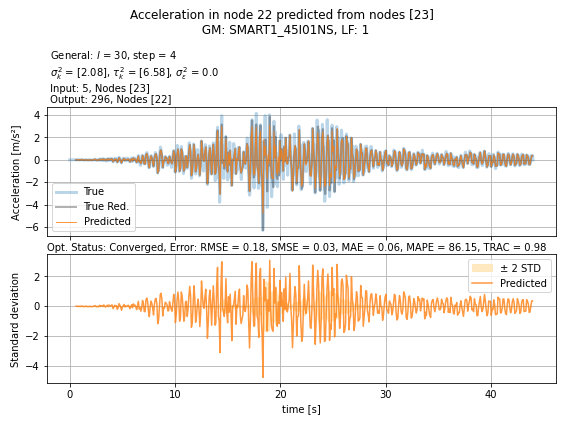 Acceleration in node 22 predicted from nodes [23]
GM: SMART1_45I01NS, LF: 1
General: l = 30, step = 4
σ²ₖ = [2.08], τ²ₖ = [6.58], σ²ε = 0.0
Input: 5, Nodes [23]
Output: 296, Nodes [22]
Acceleration [m/s²]
4
2
0
−2
−4
−6
True
True Red.
Predicted
Opt. Status: Converged, Error: RMSE = 0.18, SMSE = 0.03, MAE = 0.06, MAPE = 86.15, TRAC = 0.98
Standard deviation
2
0
−2
−4
± 2 STD
Predicted
0
10
20
30
40
time [s]